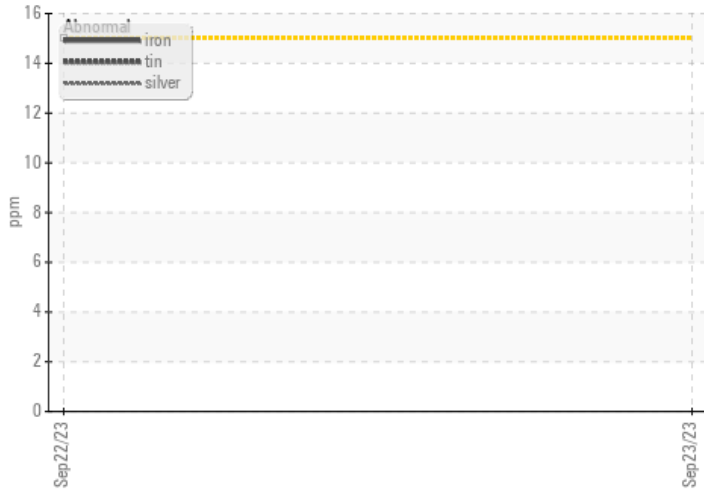 16
Abnormal
iron
tin
silver
14
12
10
8
6
4
2
0
ppm
Sep22/23
Sep23/23